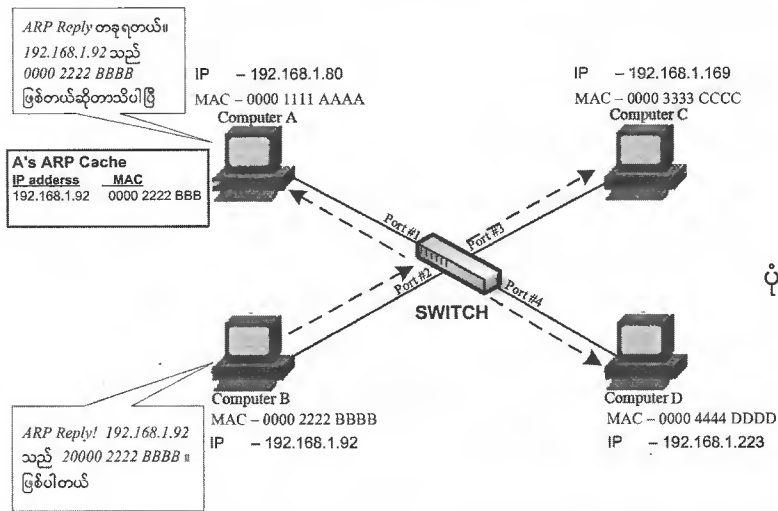 ARP Reply တခုရတယ်။
192.168.1.92 သည်
0000 2222 BBBB
ဖြစ်တယ်ဆိုတာသိပါပြီ
IP – 192.168.1.80
MAC – 0000 1111 AAAA
Computer A
IP – 192.168.1.169
MAC – 0000 3333 CCCC
Computer C
A's ARP Cache
IP adderss MAC
192.168.1.92 0000 2222 BBB
Port #1
Port #3
Port #2
Port #4
SWITCH
ပုံ
Computer B
MAC – 0000 2222 BBBB
IP – 192.168.1.92
Computer D
MAC – 0000 4444 DDDD
IP – 192.168.1.223
ARP Reply! 192.168.1.92
သည် 20000 2222 BBBB ။
ဖြစ်ပါတယ်